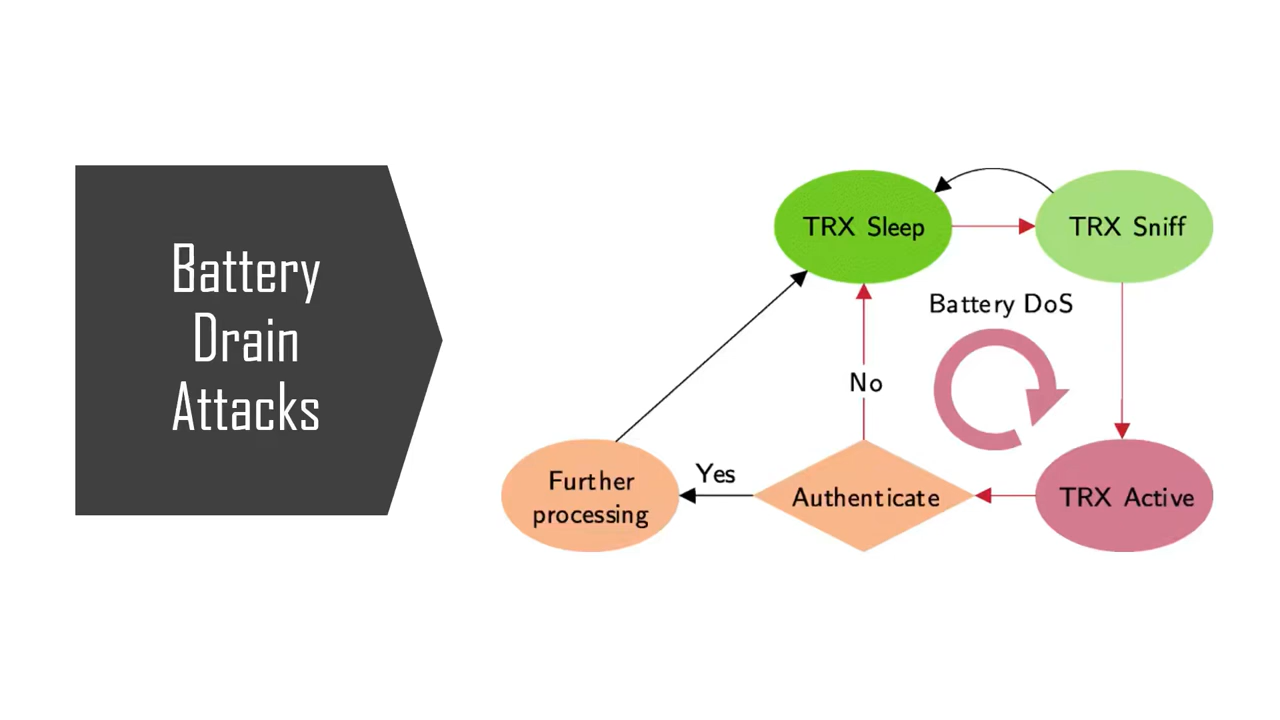 Battery
Drain
Attacks
TRX Sleep
TRX Sniff
Battery DoS
No
Yes
Further
processing
Authenticate
TRX Active